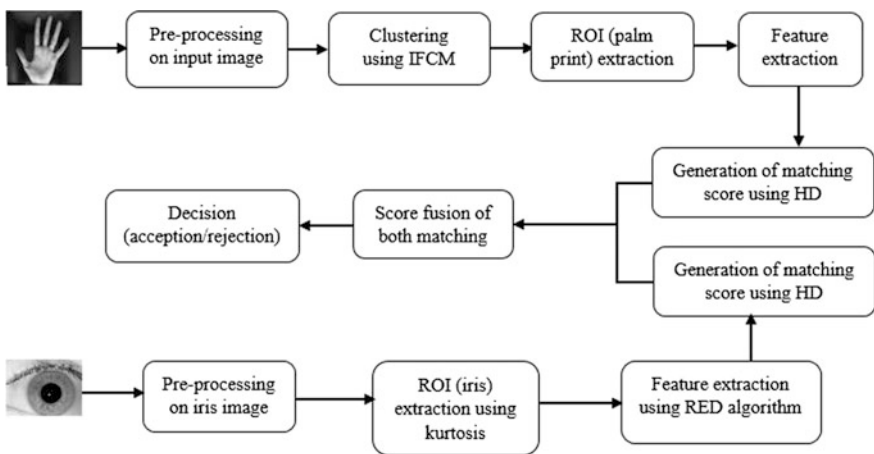 Pre-processing
on input image
Clustering
using IFCM
ROI (palm
print) extraction
Feature
extraction
Generation of matching
score using HD
Decision
(acception/rejection)
Score fusion of
both matching
Generation of matching
score using HD
Pre-processing
on iris image
ROI (iris)
extraction using
kurtosis
Feature extraction
using RED algorithm